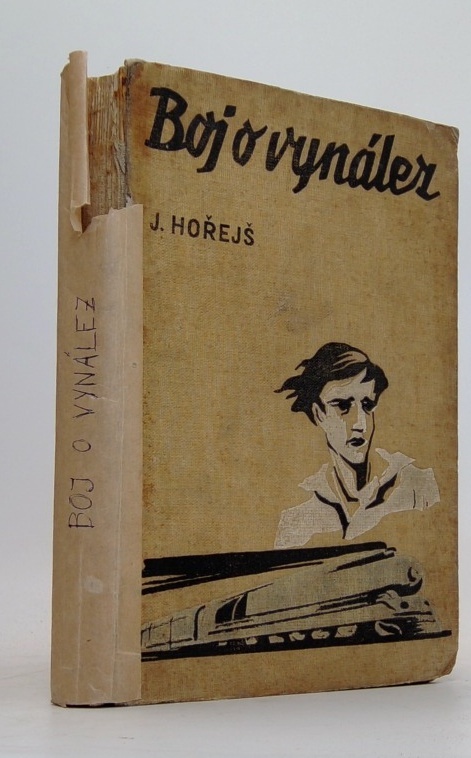 Boj o vynález
J. HOŘEJŠ
BOJ O VYNÁLEZ